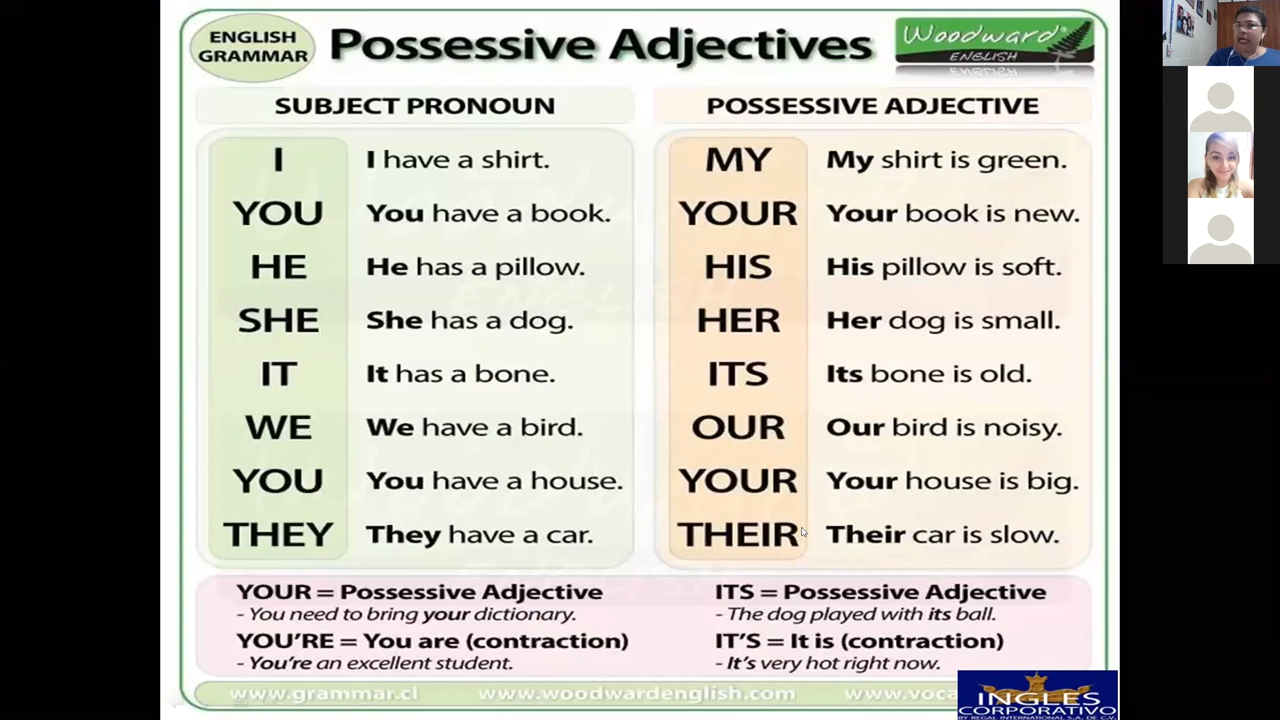 ENGLISH
GRAMMAR
Possessive Adjectives
Woodward®
ENGLISH
SUBJECT PRONOUN
POSSESSIVE ADJECTIVE
I I have a shirt. MY My shirt is green.
YOU You have a book. YOUR Your book is new.
HE He has a pillow. HIS His pillow is soft.
SHE She has a dog. HER Her dog is small.
IT It has a bone. ITS Its bone is old.
WE We have a bird. OUR Our bird is noisy.
YOU You have a house. YOUR Your house is big.
THEY They have a car. THEIR Their car is slow.
YOUR = Possessive Adjective
- You need to bring your dictionary.
YOU'RE = You are (contraction)
- You're an excellent student.
ITS = Possessive Adjective
- The dog played with its ball.
IT'S = It is (contraction)
- It's very hot right now.
www.grammar.cl www.woodwardenglish.com
INGLES
CORPORATIVO
BY REGAL INTERNATIONAL S.A. DE C.V.